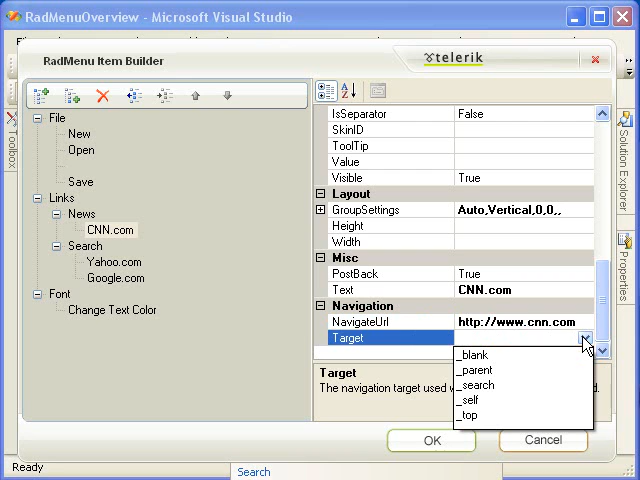 RadMenuOverview - Microsoft Visual Studio
RadMenu Item Builder
telerik
File
New
Open
Save
Links
News
CNN.com
Search
Yahoo.com
Google.com
Font
Change Text Color
IsSeparator False
SkinID
ToolTip
Value
Visible True
Layout
GroupSettings Auto,Vertical,0,0,,
Height
Width
Misc
PostBack True
Text CNN.com
Navigation
NavigateUrl http://www.cnn.com
Target
_blank
_parent
_search
_self
_top
Target
The navigation target used
OK
Cancel
Toolbox
Solution Explorer
Properties
Ready
Search